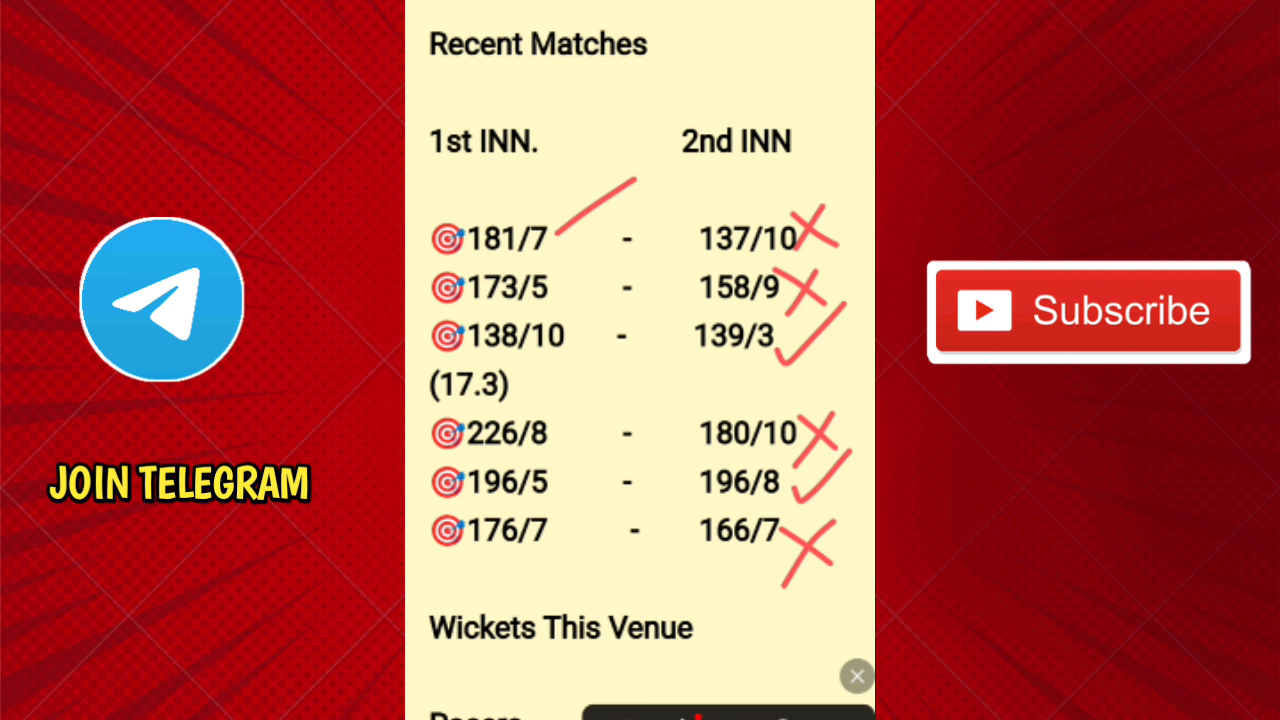 Recent Matches
1st INN. 2nd INN
🎯181/7 - 137/10
🎯173/5 - 158/9
🎯138/10 - 139/3
(17.3)
🎯226/8 - 180/10
🎯196/5 - 196/8
🎯176/7 - 166/7
Wickets This Venue
JOIN TELEGRAM
Subscribe